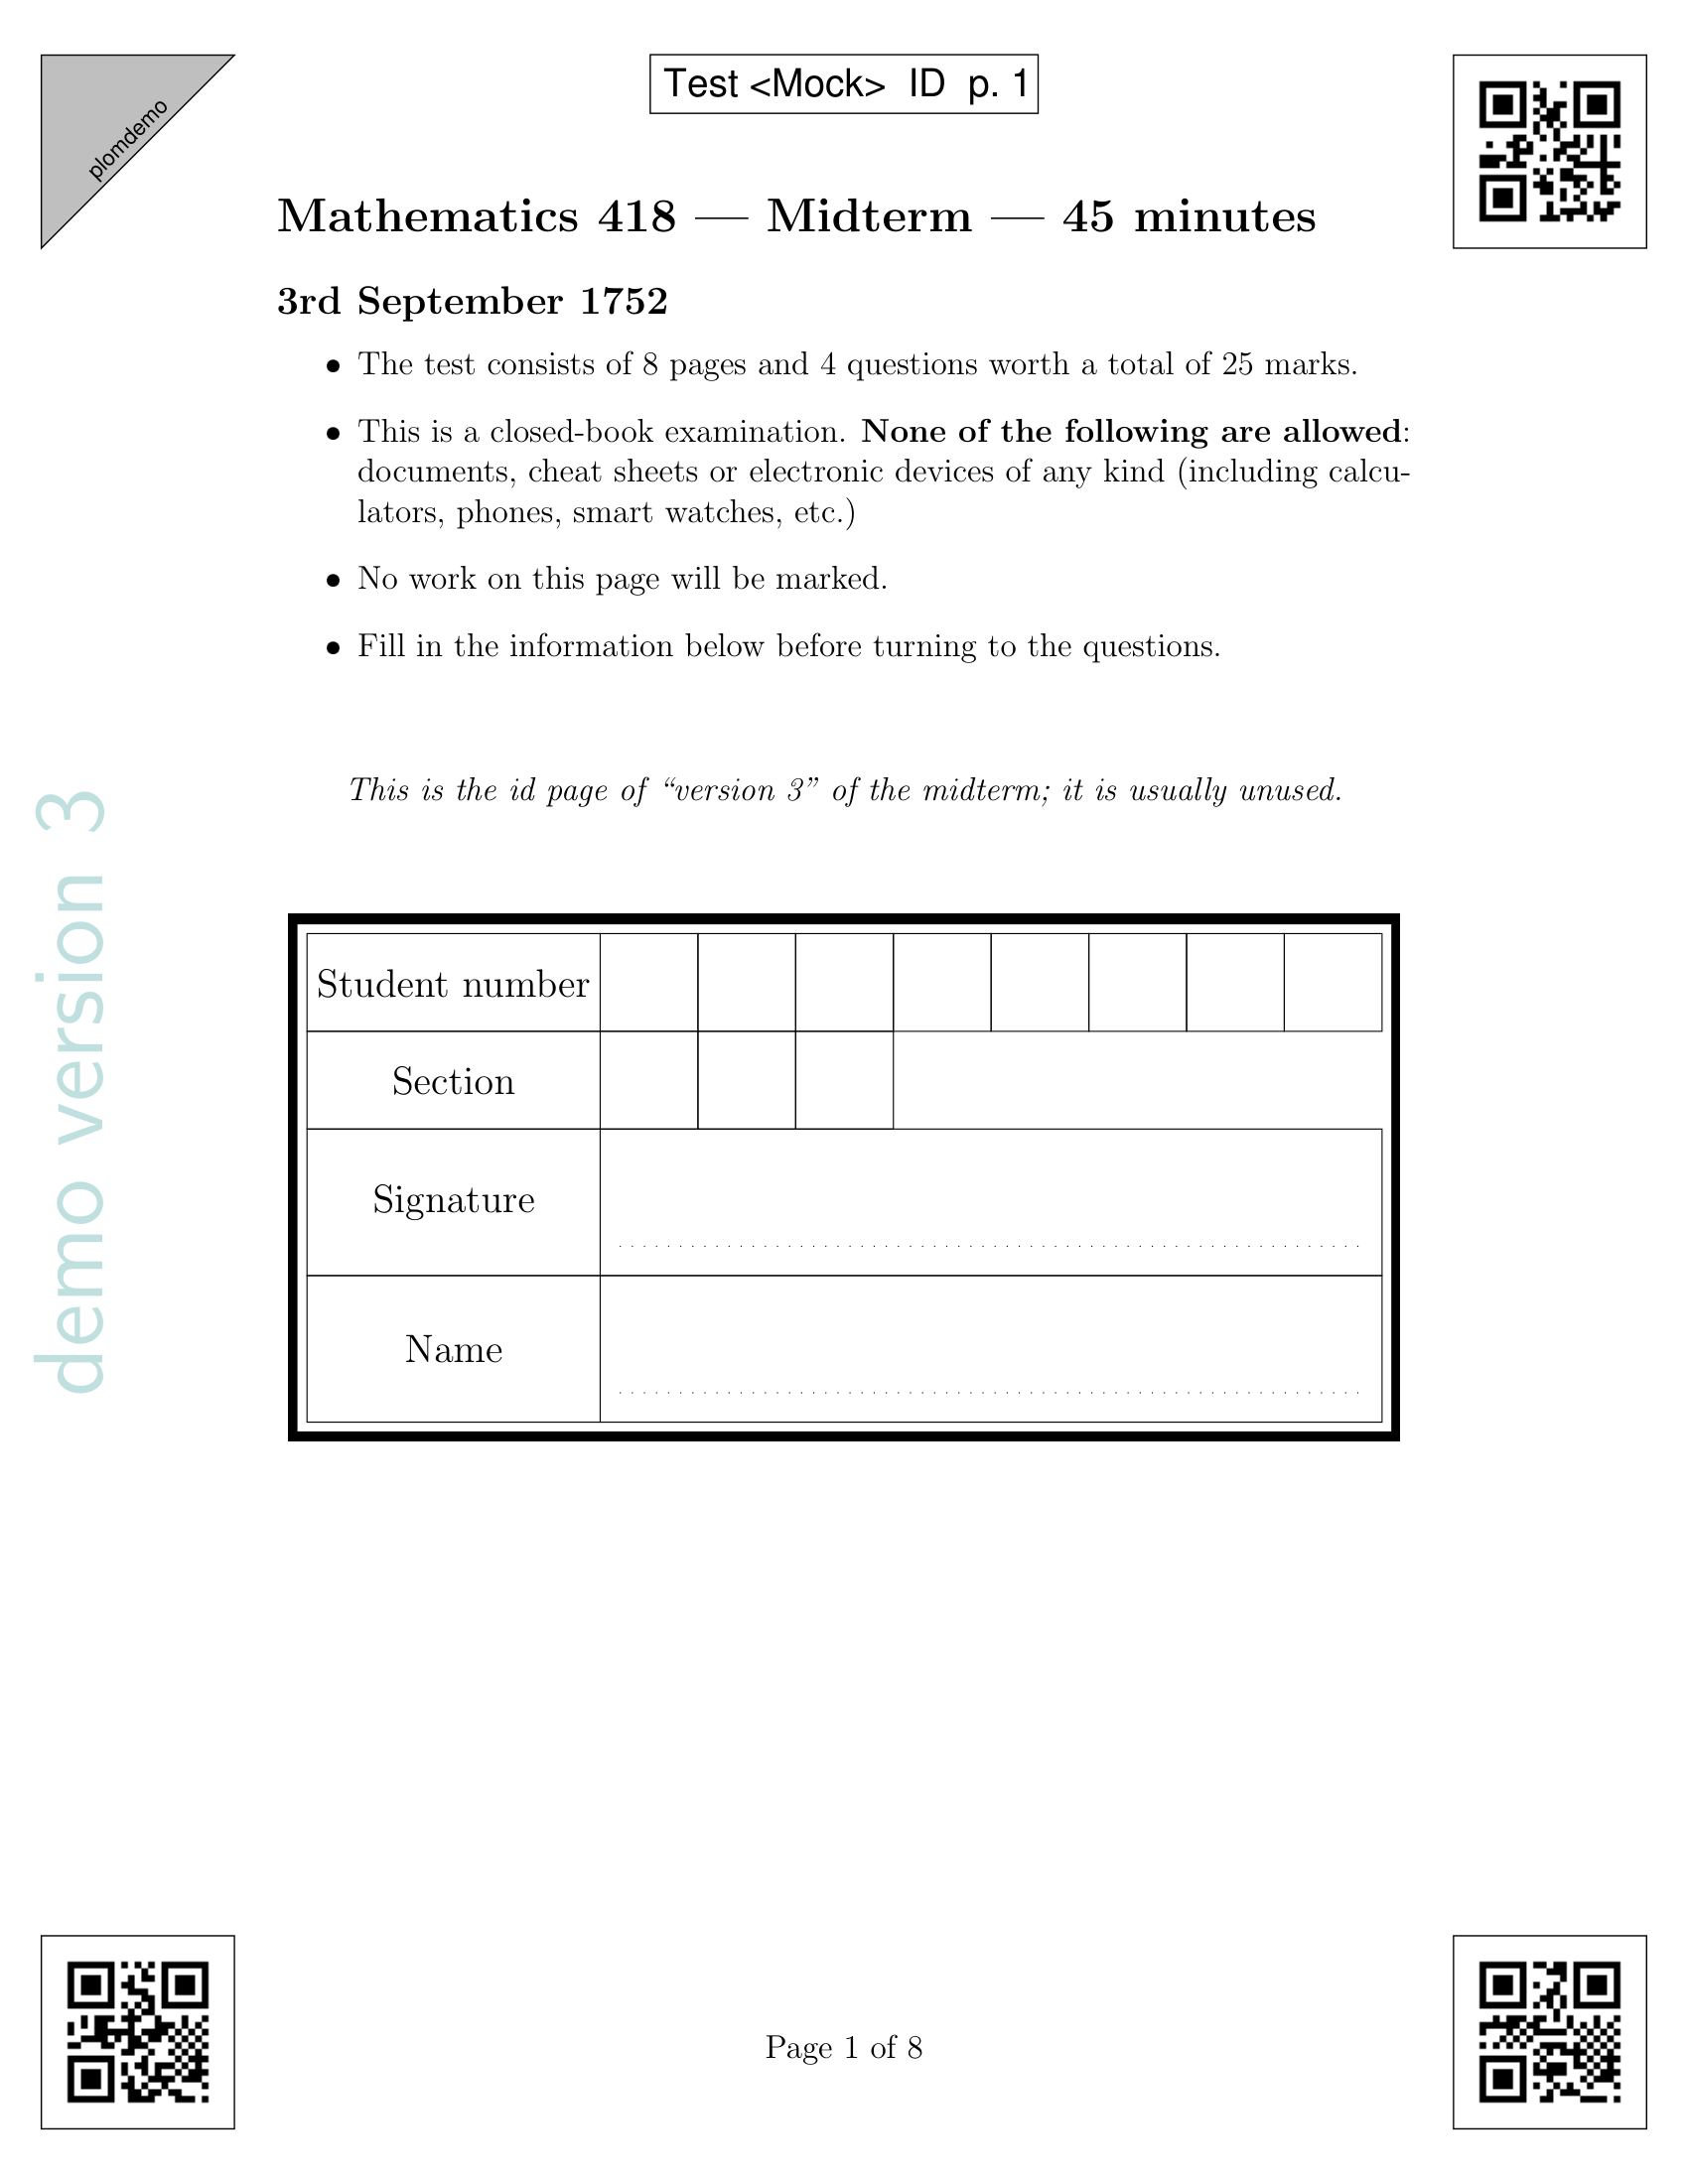 plomdemo
Test <Mock> ID p. 1
Mathematics 418 — Midterm — 45 minutes
3rd September 1752
• The test consists of 8 pages and 4 questions worth a total of 25 marks.
• This is a closed-book examination. None of the following are allowed:
documents, cheat sheets or electronic devices of any kind (including calcu-
lators, phones, smart watches, etc.)
• No work on this page will be marked.
• Fill in the information below before turning to the questions.
This is the id page of “version 3” of the midterm; it is usually unused.
demo version 3
Student number
Section
Signature
Name
Page 1 of 8